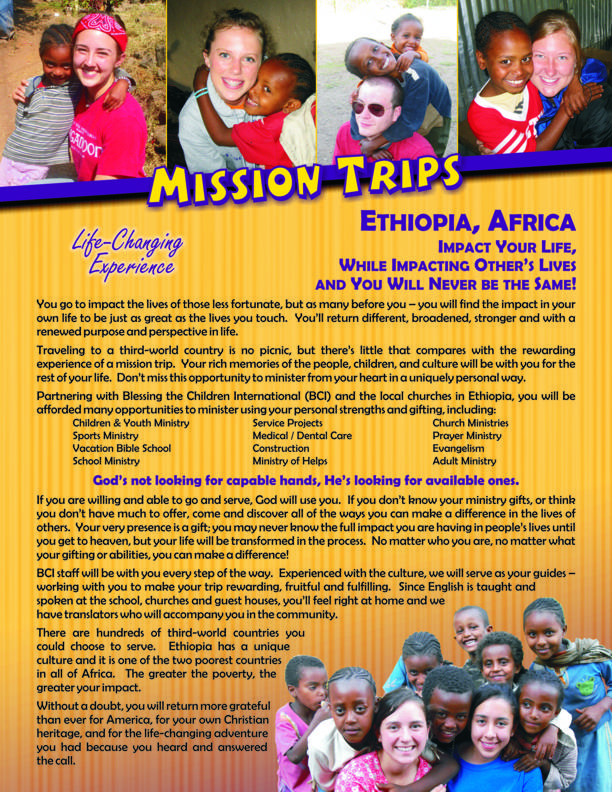 MISSION TRIPS
Life-Changing
Experience
ETHIOPIA, AFRICA
IMPACT YOUR LIFE,
WHILE IMPACTING OTHER'S LIVES
AND YOU WILL NEVER BE THE SAME!
You go to impact the lives of those less fortunate, but as many before you – you will find the impact in your
own life to be just as great as the lives you touch. You'll return different, broadened, stronger and with a
renewed purpose and perspective in life.
Traveling to a third-world country is no picnic, but there's little that compares with the rewarding
experience of a mission trip. Your rich memories of the people, children, and culture will be with you for the
rest of your life. Don't miss this opportunity to minister from your heart in a uniquely personal way.
Partnering with Blessing the Children International (BCI) and the local churches in Ethiopia, you will be
afforded many opportunities to minister using your personal strengths and gifting, including:
Children & Youth Ministry
Sports Ministry
Vacation Bible School
School Ministry
Service Projects
Medical / Dental Care
Construction
Ministry of Helps
Church Ministries
Prayer Ministry
Evangelism
Adult Ministry
God's not looking for capable hands, He's looking for available ones.
If you are willing and able to go and serve, God will use you. If you don't know your ministry gifts, or think
you don't have much to offer, come and discover all of the ways you can make a difference in the lives of
others. Your very presence is a gift; you may never know the full impact you are having in people's lives until
you get to heaven, but your life will be transformed in the process. No matter who you are, no matter what
your gifting or abilities, you can make a difference!
BCI staff will be with you every step of the way. Experienced with the culture, we will serve as your guides –
working with you to make your trip rewarding, fruitful and fulfilling. Since English is taught and
spoken at the school, churches and guest houses, you'll feel right at home and we
have translators who will accompany you in the community.
There are hundreds of third-world countries you
could choose to serve. Ethiopia has a unique
culture and it is one of the two poorest countries
in all of Africa. The greater the poverty, the
greater your impact.
Without a doubt, you will return more grateful
than ever for America, for your own Christian
heritage, and for the life-changing adventure
you had because you heard and answered
the call.